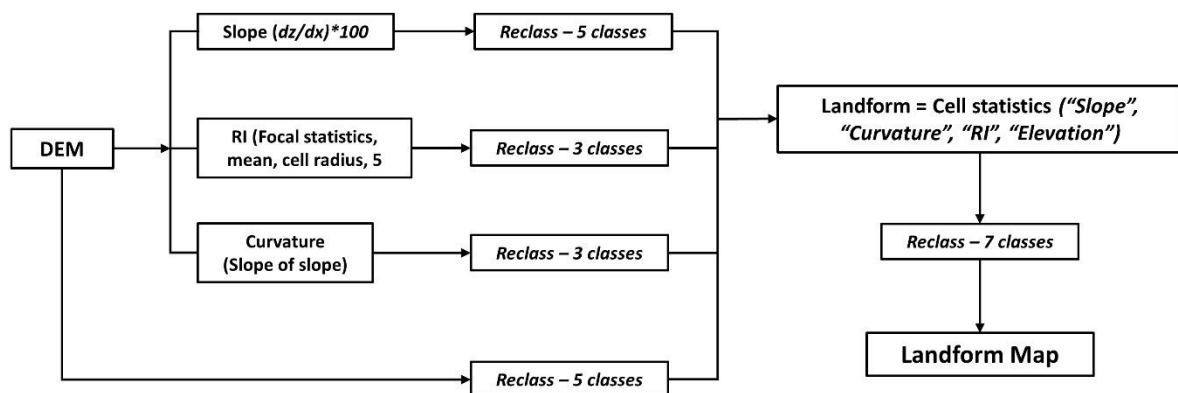 DEM
Slope (dz/dx)*100
Reclass – 5 classes
RI (Focal statistics,
mean, cell radius, 5
Reclass – 3 classes
Curvature
(Slope of slope)
Reclass – 3 classes
Reclass – 5 classes
Landform = Cell statistics (“Slope”,
“Curvature”, “RI”, “Elevation”)
Reclass – 7 classes
Landform Map